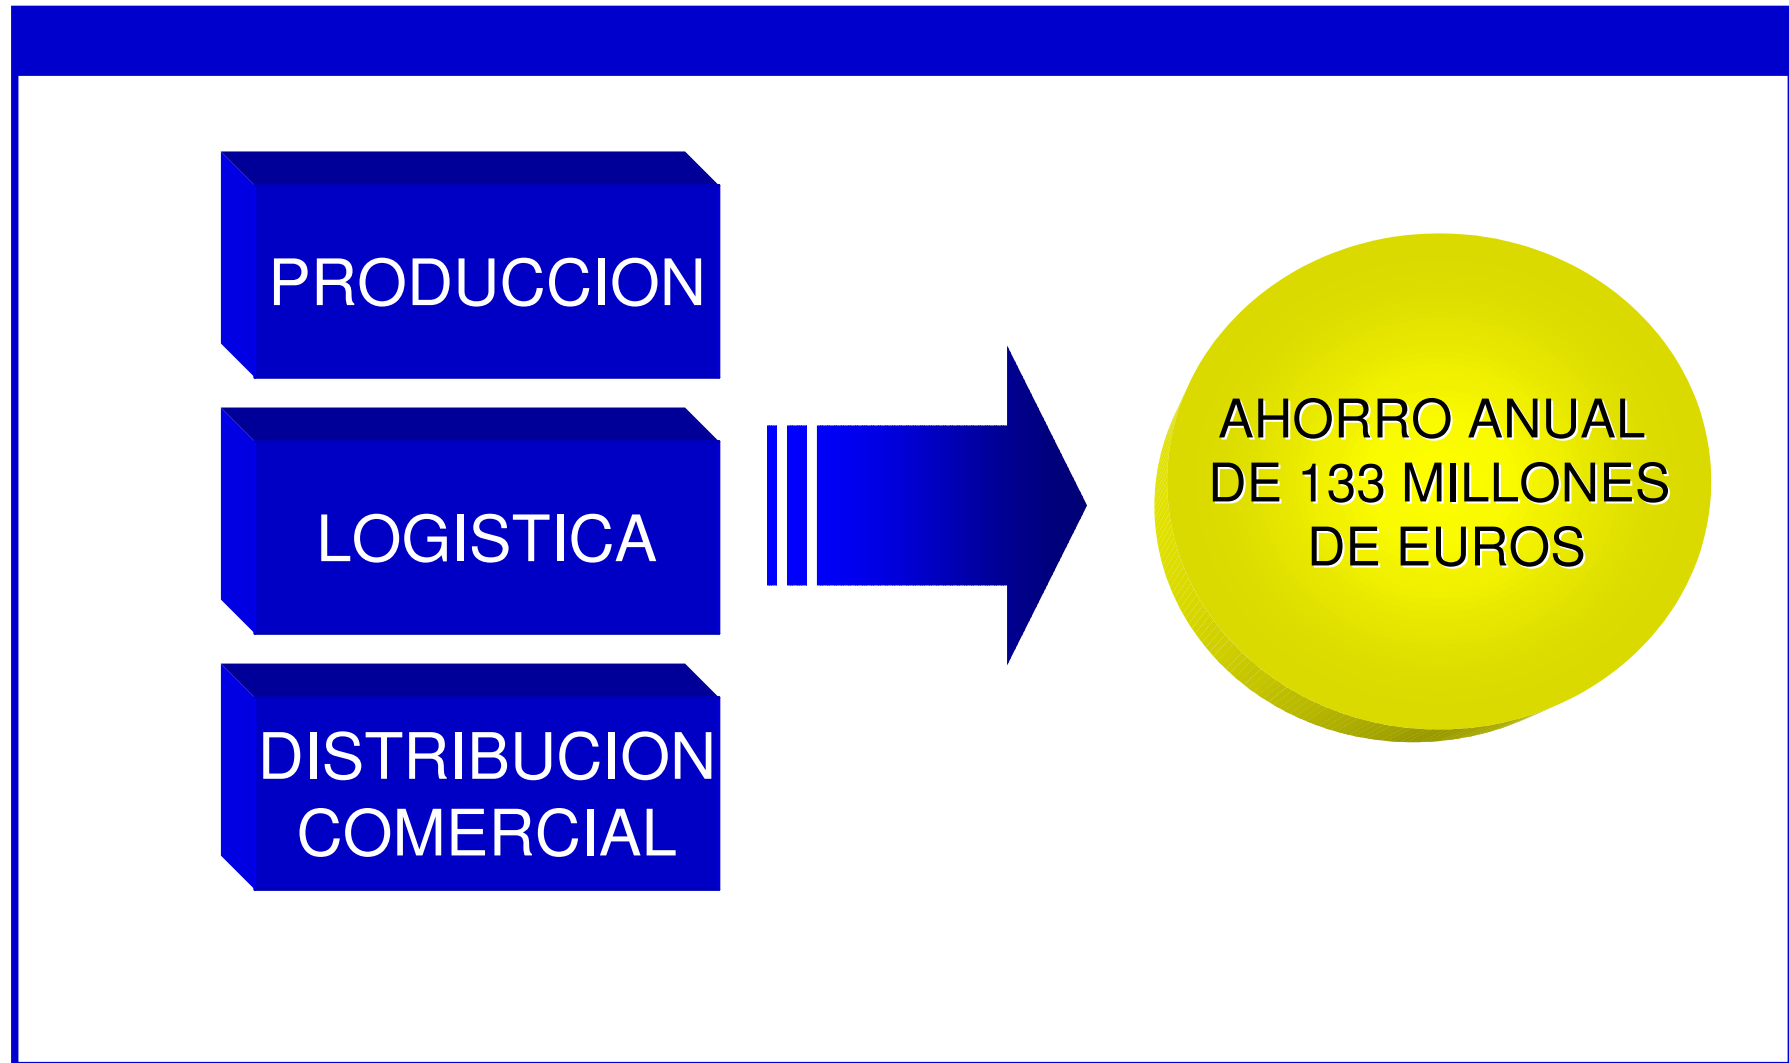 PRODUCCION
LOGISTICA
DISTRIBUCION
COMERCIAL
AHORRO ANUAL
DE 133 MILLONES
DE EUROS